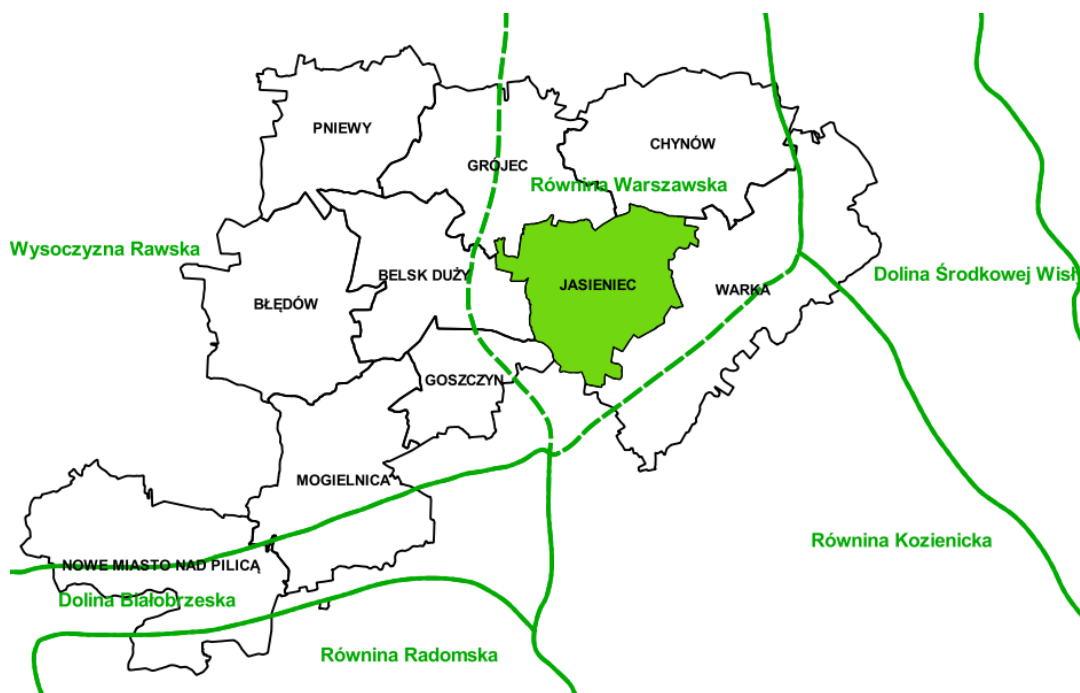 PNIEWY
CHYNÓW
GRÓJEC
Równina Warszawska
Wysoczyzna Rawska
BELSK DUŻY
Dolina Środkowej Wisł
JASIENIEC
WARKA
BŁĘDÓW
GOSZCZYN
MOGIELNICA
Równina Kozienicka
NOWE MIASTO NAD PILICĄ
Dolina Białobrzeska
Równina Radomska